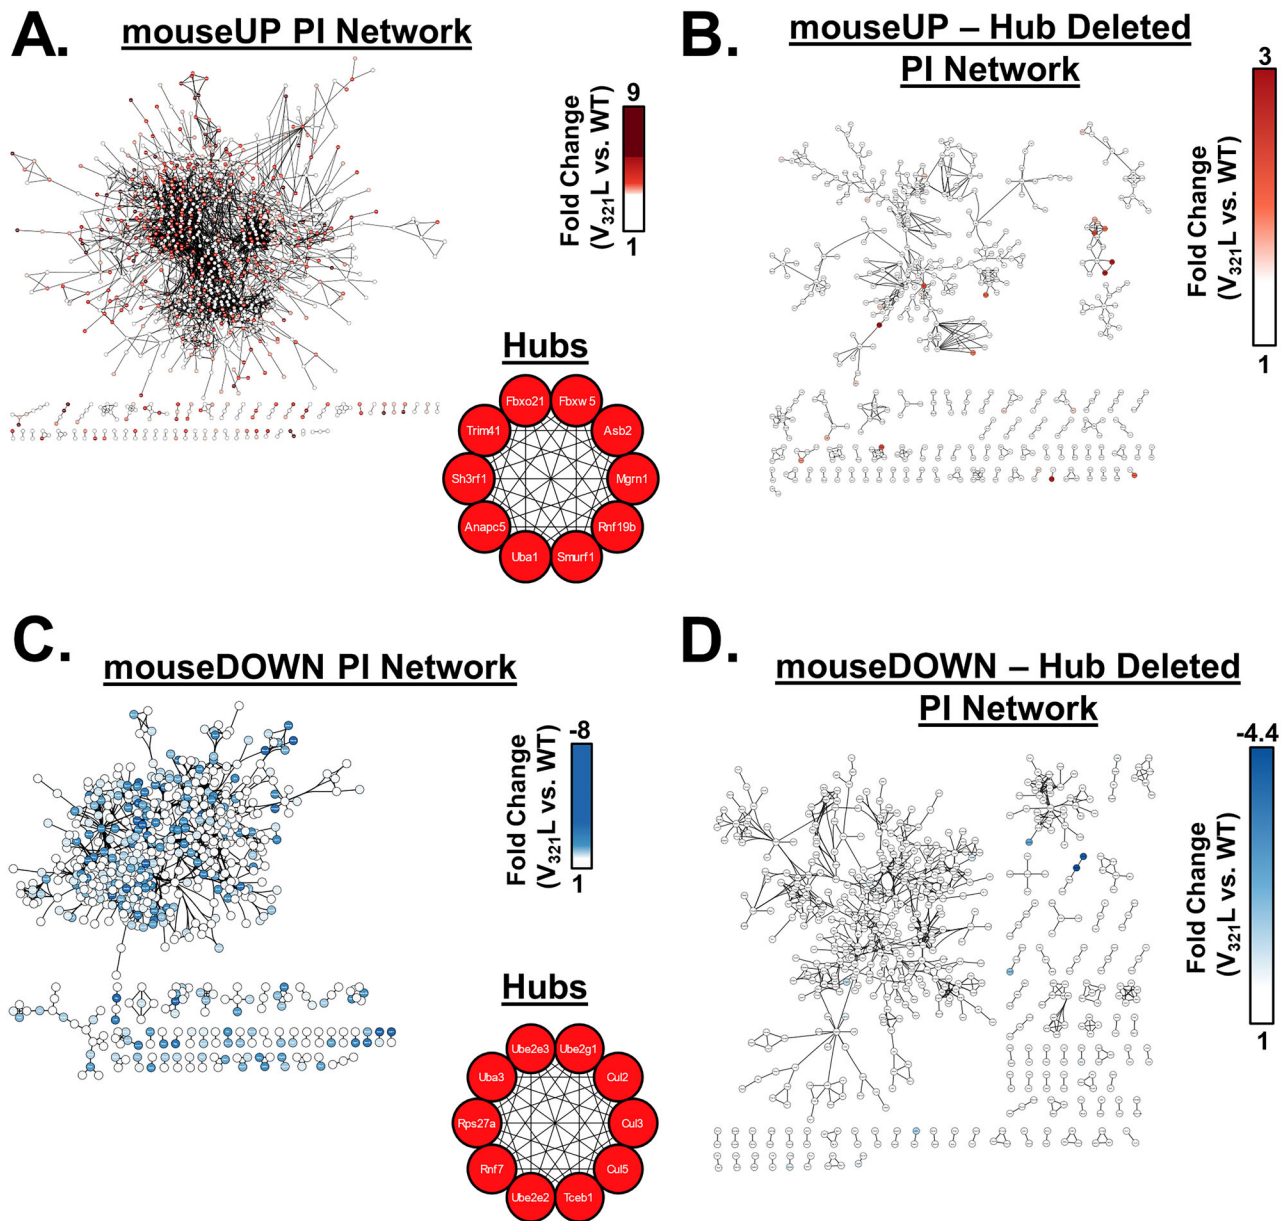 A.
mouseUP PI Network
9
Fold Change
(V321L vs. WT)
1
Hubs
Fbxo21
Fbxw 5
Trim41
Asb2
Sh3rf1
Mgrn1
Anapc5
Rnf19b
Uba1
Smurf1
B.
mouseUP – Hub Deleted
PI Network
3
Fold Change
(V321L vs. WT)
1
C.
mouseDOWN PI Network
-8
Fold Change
(V321L vs. WT)
1
Hubs
Ube2e3
Ube2g1
Uba3
Cul2
Rps27a
Cul3
Rnf7
Cul5
Ube2e2
Tceb1
D.
mouseDOWN – Hub Deleted
PI Network
-4.4
Fold Change
(V321L vs. WT)
1